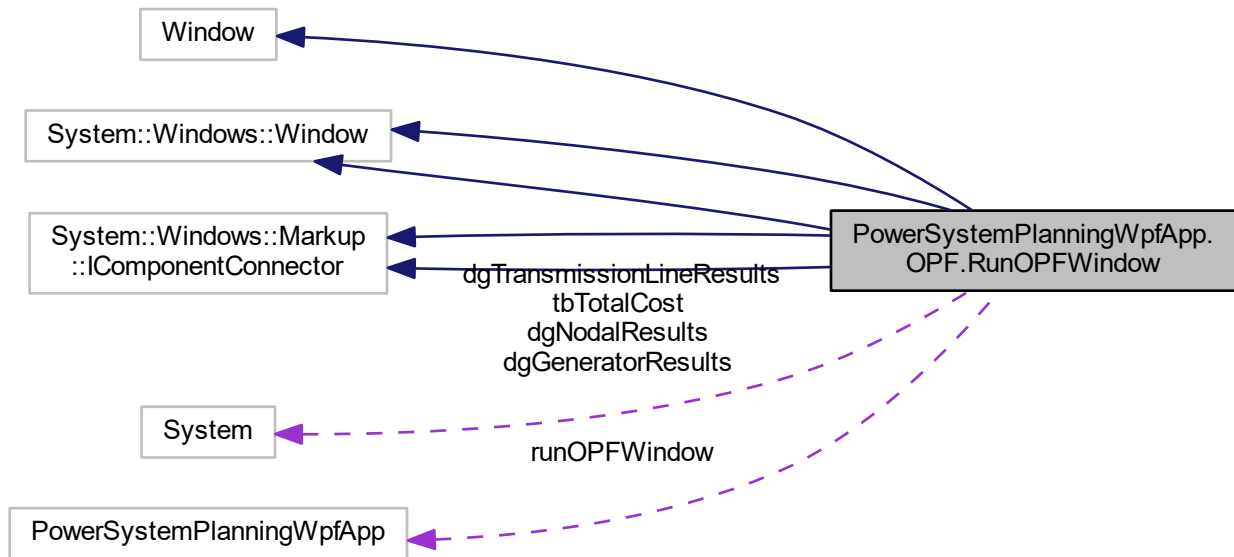 Window
System::Windows::Window
System::Windows::Markup
::IComponentConnector
PowerSystemPlanningWpfApp.
OPF.RunOPFWindow
dgTransmissionLineResults
tbTotalCost
dgNodalResults
dgGeneratorResults
System
runOPFWindow
PowerSystemPlanningWpfApp